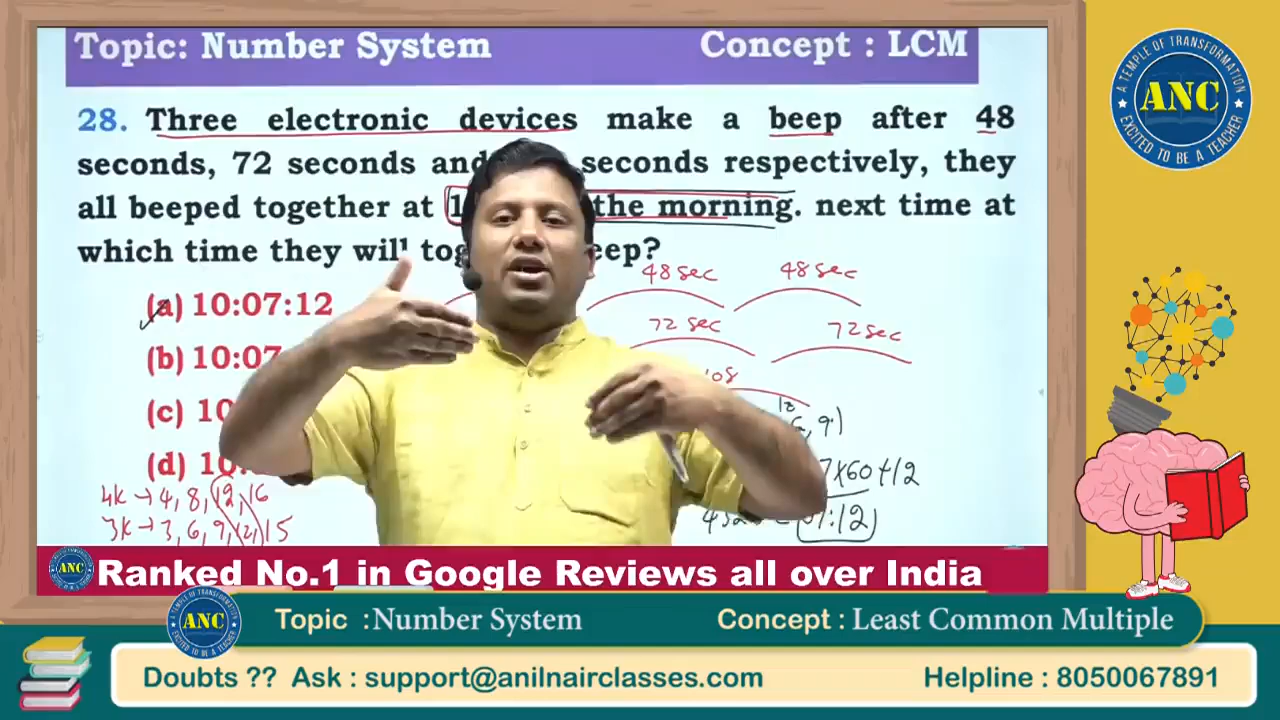 Topic: Number System Concept : LCM
28. Three electronic devices make a beep after 48
seconds, 72 seconds and seconds respectively, they
all beeped together at the morning. next time at
which time they will eep?
48 sec 48 sec
(a) 10:07:12
72 sec 72 sec
(b) 10:07
(c) 10
(d) 10
7x60+12
4k → 4, 8, 12, 16
07:12
3k → 3, 6, 9, 12, 15
A TEMPLE OF TRANSFORMATION
ANC
EXCITED TO BE A TEACHER
ANC
Ranked No.1 in Google Reviews all over India
ANC
Topic : Number System Concept : Least Common Multiple
Doubts ?? Ask : support@anilnairclasses.com Helpline : 8050067891